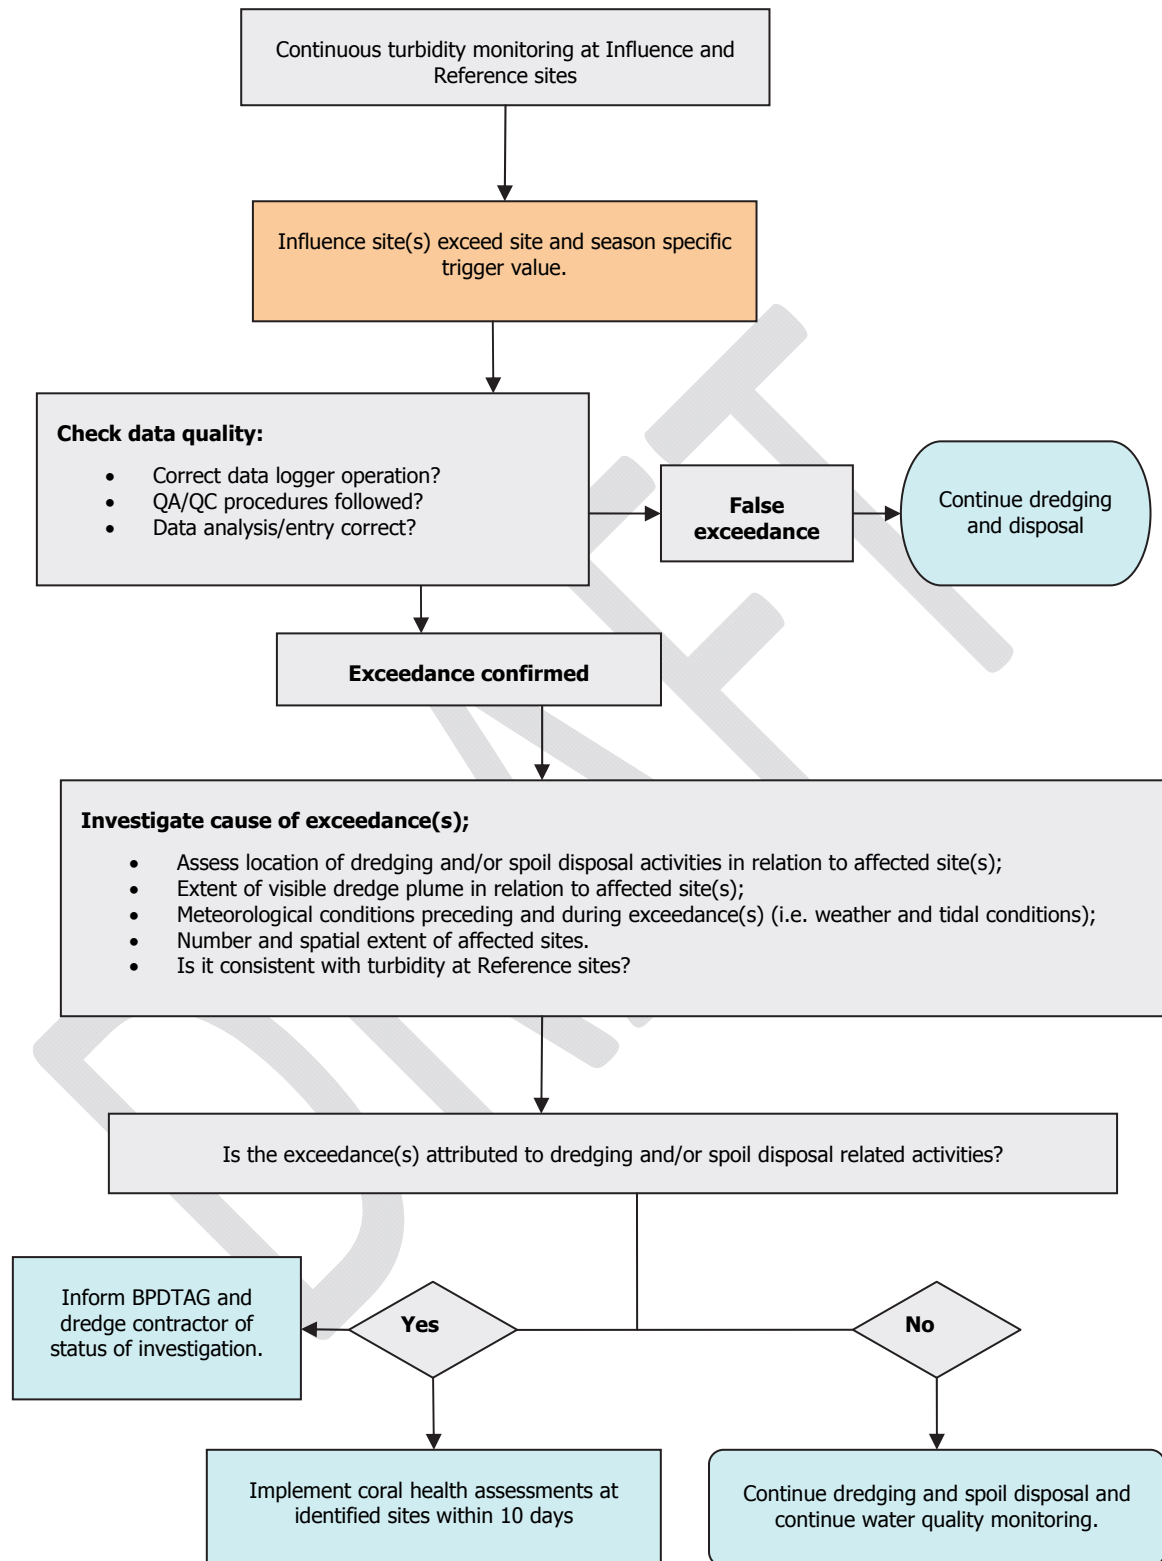 Continuous turbidity monitoring at Influence and
Reference sites
Influence site(s) exceed site and season specific
trigger value.
Check data quality:
• Correct data logger operation?
• QA/QC procedures followed?
• Data analysis/entry correct?
False
exceedance
Continue dredging
and disposal
Exceedance confirmed
Investigate cause of exceedance(s);
• Assess location of dredging and/or spoil disposal activities in relation to affected site(s);
• Extent of visible dredge plume in relation to affected site(s);
• Meteorological conditions preceding and during exceedance(s) (i.e. weather and tidal conditions);
• Number and spatial extent of affected sites.
• Is it consistent with turbidity at Reference sites?
Is the exceedance(s) attributed to dredging and/or spoil disposal related activities?
Inform BPDTAG and
dredge contractor of
status of investigation.
Yes
No
Implement coral health assessments at
identified sites within 10 days
Continue dredging and spoil disposal and
continue water quality monitoring.
DRAFT